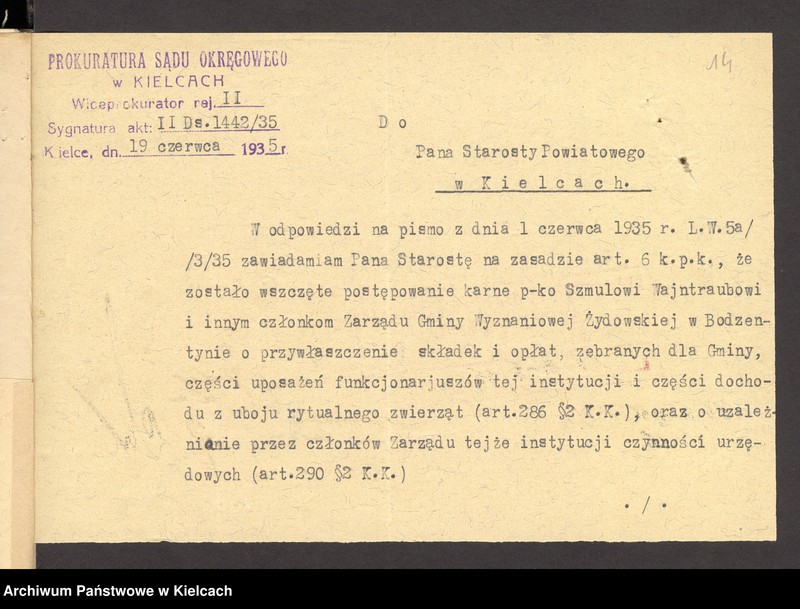 PROKURATURA SĄDU OKRĘGOWEGO
w KIELCACH
Wiceprokurator rej. II
Sygnatura akt: II Ds.1442/35
Kielce, dn. 19 czerwca 1935 r.
14
D o
Pana Starosty Powiatowego
w K i e l c a c h.
W odpowiedzi na pismo z dnia 1 czerwca 1935 r. L.W.5a/
/3/35 zawiadamiam Pana Starostę na zasadzie art. 6 k.p.k., że
zostało wszczęte postępowanie karne p-ko Szmulowi Wajntraubowi
i innym członkom Zarządu Gminy Wyznaniowej Żydowskiej w Bodzen-
tynie o przywłaszczenie składek i opłat, zebranych dla Gminy,
części uposażeń funkcjonarjuszów tej instytucji i części docho-
du z uboju rytualnego zwierząt (art.286 §2 K.K.), oraz o uzależ-
nianie przez członków Zarządu tejże instytucji czynności urzę-
dowych (art.290 §2 K.K.)
. / .
Archiwum Państwowe w Kielcach